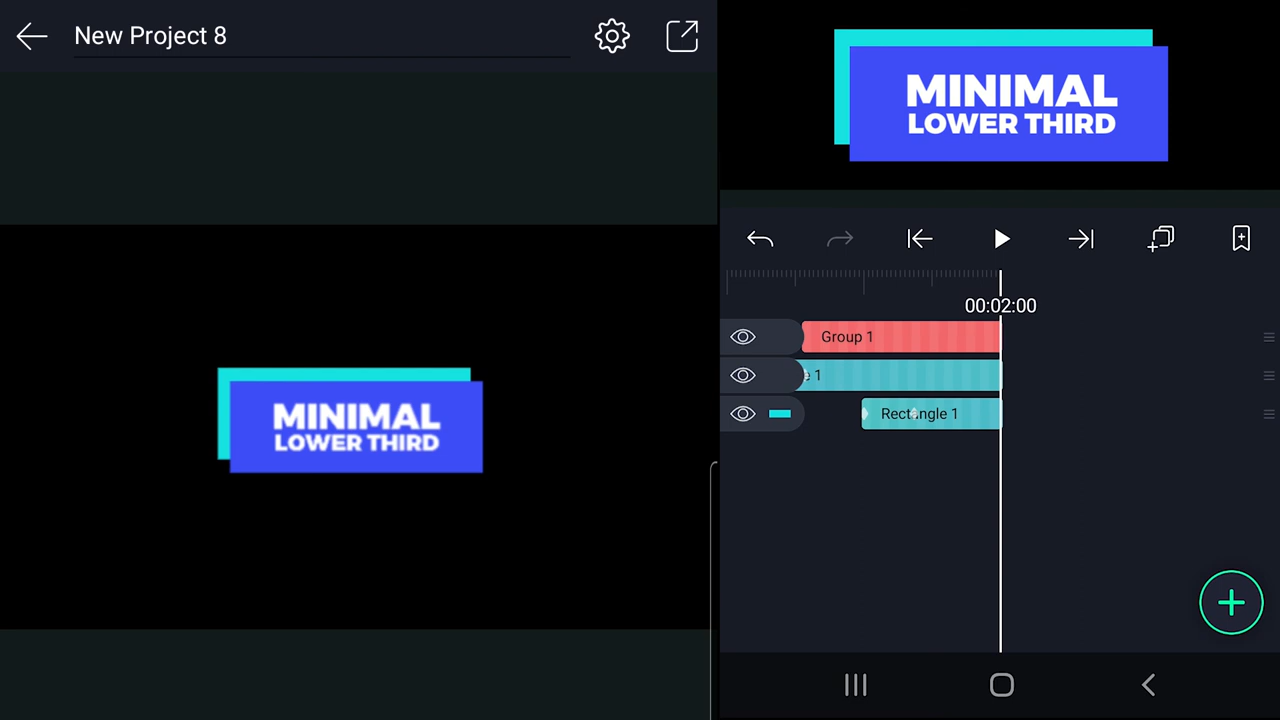 New Project 8
MINIMAL
LOWER THIRD
MINIMAL
LOWER THIRD
00:02:00
Group 1
e 1
Rectangle 1